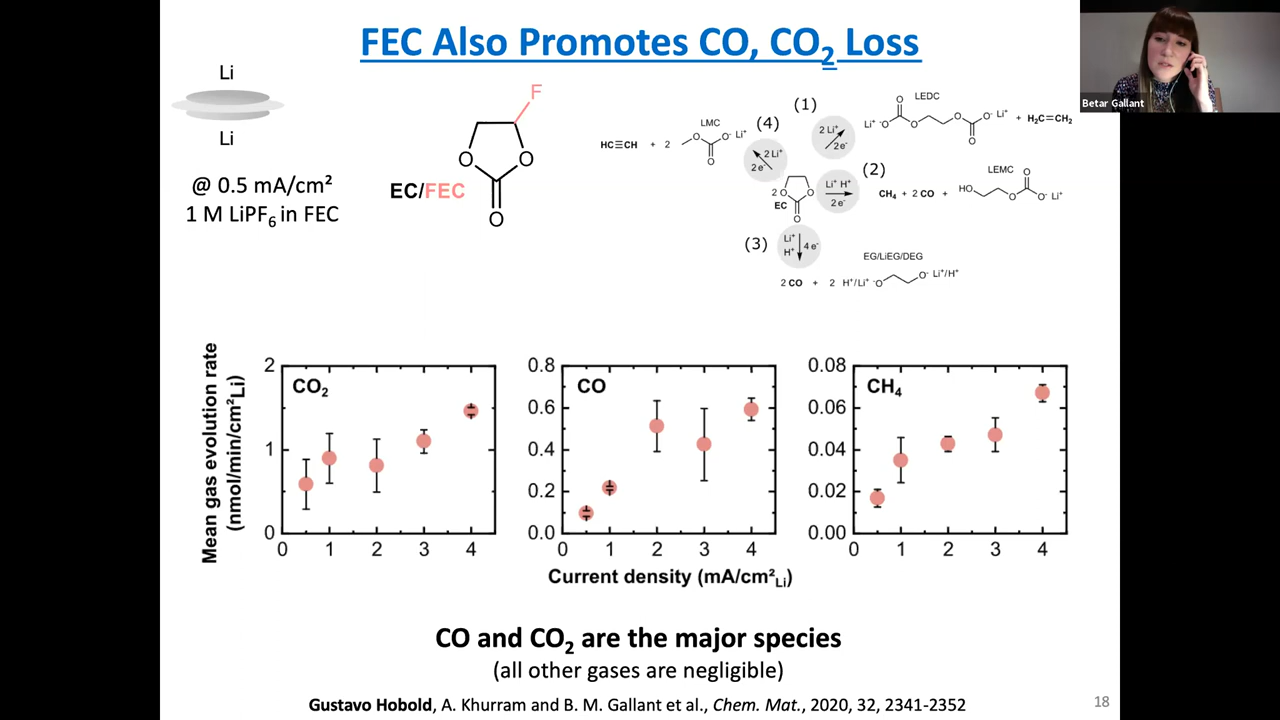 FEC Also Promotes CO, CO₂ Loss
Betar Gallant
Li
Li
@ 0.5 mA/cm²
1 M LiPF₆ in FEC
F
O
O
O
EC/FEC
(1)
LEDC
Li⁺ ⁻O
O
O
O
O
O⁻ Li⁺
+ H₂C=CH₂
2 Li⁺
2e⁻
(4)
LMC
HC≡CH + 2
O
O
O⁻ Li⁺
2 Li⁺
2e⁻
(2)
LEMC
2
O
O
O
EC
Li⁺ H⁺
2e⁻
CH₄ + 2 CO +
HO
O
O
O⁻ Li⁺
(3)
Li⁺
H⁺
4 e⁻
EG/LiEG/DEG
2 CO + 2 H⁺/Li⁺ ⁻O
O⁻ Li⁺/H⁺
Mean gas evolution rate
(nmol/min/cm²Li)
CO₂
2
1
0
0 1 2 3 4
CO
0.8
0.6
0.4
0.2
0.0
0 1 2 3 4
CH₄
0.08
0.06
0.04
0.02
0.00
0 1 2 3 4
Current density (mA/cm²Li)
CO and CO₂ are the major species
(all other gases are negligible)
Gustavo Hobold, A. Khurram and B. M. Gallant et al., Chem. Mat., 2020, 32, 2341-2352
18